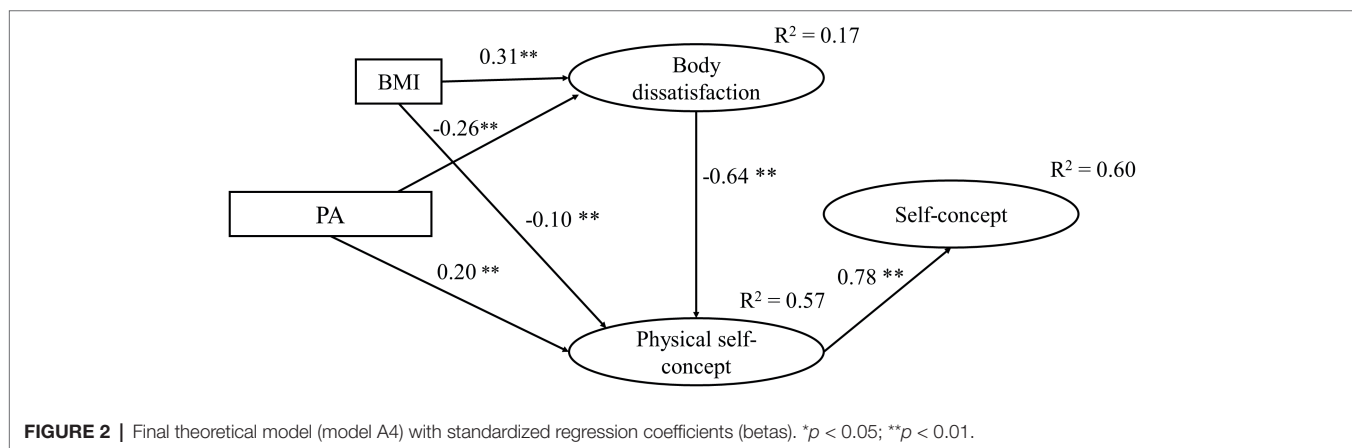 R² = 0.17
0.31**
BMI
Body
dissatisfaction
-0.26**
-0.64 **
R² = 0.60
PA
Self-concept
-0.10 **
0.20 **
0.78 **
R² = 0.57
Physical self-
concept
FIGURE 2 | Final theoretical model (model A4) with standardized regression coefficients (betas). *p < 0.05; **p < 0.01.